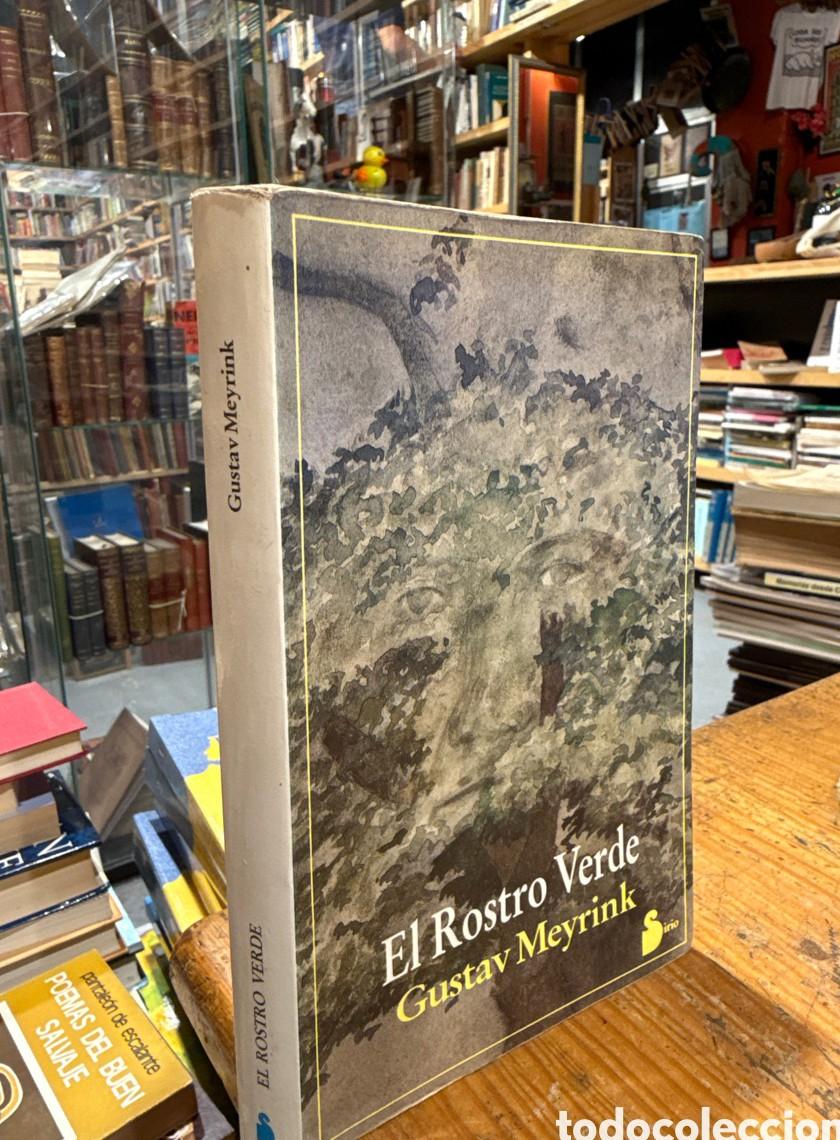 Gustav Meyrink
EL ROSTRO VERDE
El Rostro Verde
Gustav Meyrink
Sirio
pantaleón de escalante
POEMAS DEL BUEN
SALVAJE
todocoleccion